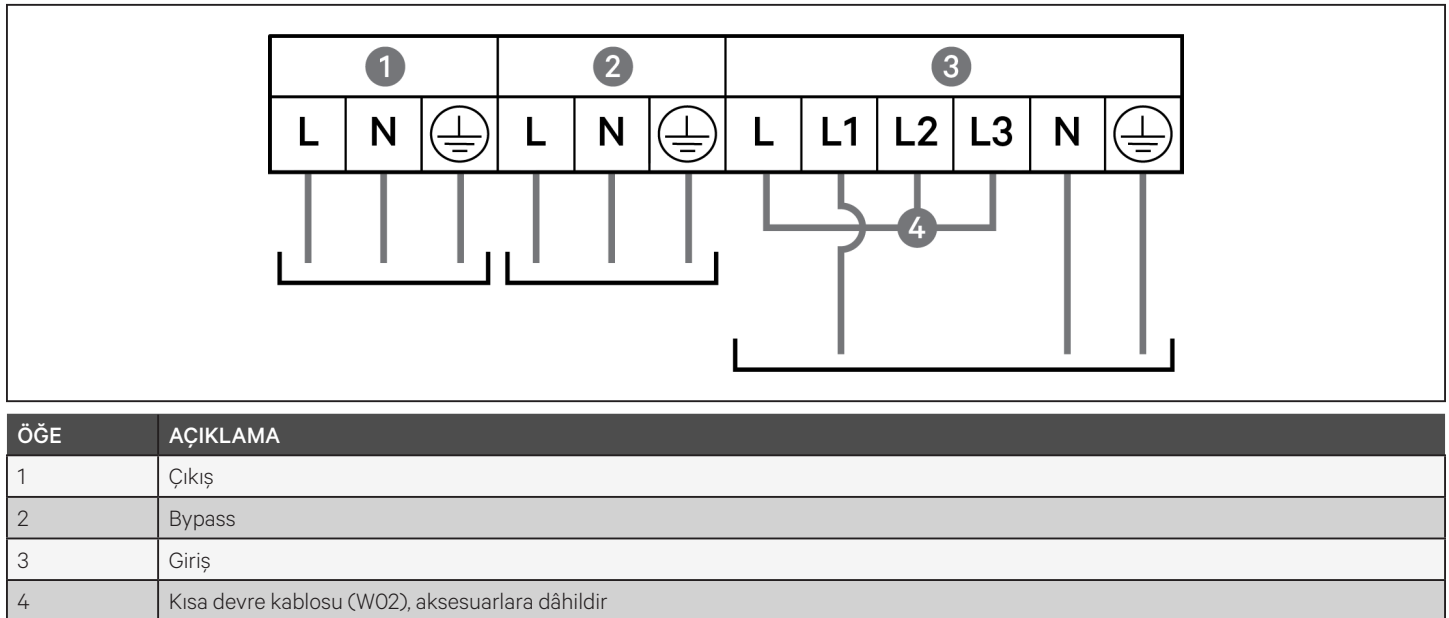 1 2 3
L N L N L L1 L2 L3 N
4
ÖĞE AÇIKLAMA
1 Çıkış
2 Bypass
3 Giriş
4 Kısa devre kablosu (W02), aksesuarlara dâhildir